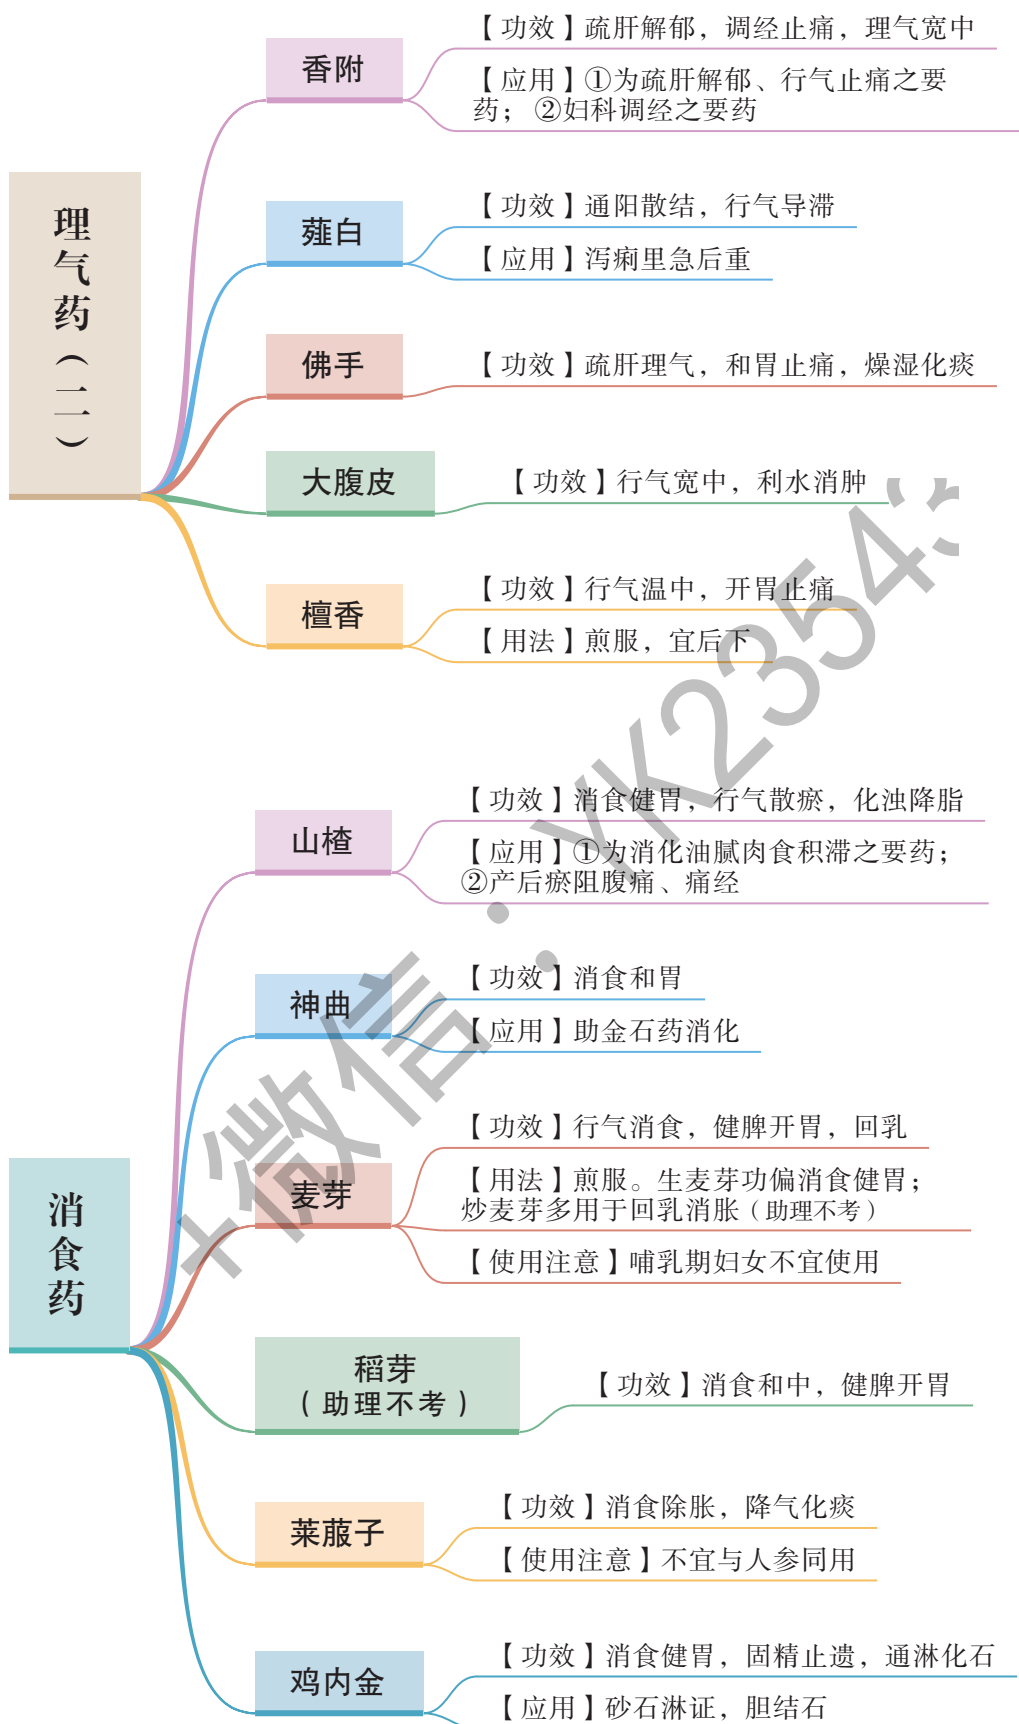 理气药（二）
香附
【功效】疏肝解郁，调经止痛，理气宽中
【应用】①为疏肝解郁、行气止痛之要
药；②妇科调经之要药
薤白
【功效】通阳散结，行气导滞
【应用】泻痢里急后重
佛手
【功效】疏肝理气，和胃止痛，燥湿化痰
大腹皮
【功效】行气宽中，利水消肿
檀香
【功效】行气温中，开胃止痛
【用法】煎服，宜后下
消食药
山楂
【功效】消食健胃，行气散瘀，化浊降脂
【应用】①为消化油腻肉食积滞之要药；
②产后瘀阻腹痛、痛经
神曲
【功效】消食和胃
【应用】助金石药消化
麦芽
【功效】行气消食，健脾开胃，回乳
【用法】煎服。生麦芽功偏消食健胃；
炒麦芽多用于回乳消胀（助理不考）
【使用注意】哺乳期妇女不宜使用
稻芽
（助理不考）
【功效】消食和中，健脾开胃
莱菔子
【功效】消食除胀，降气化痰
【使用注意】不宜与人参同用
鸡内金
【功效】消食健胃，固精止遗，通淋化石
【应用】砂石淋证，胆结石
+微信：YK23543